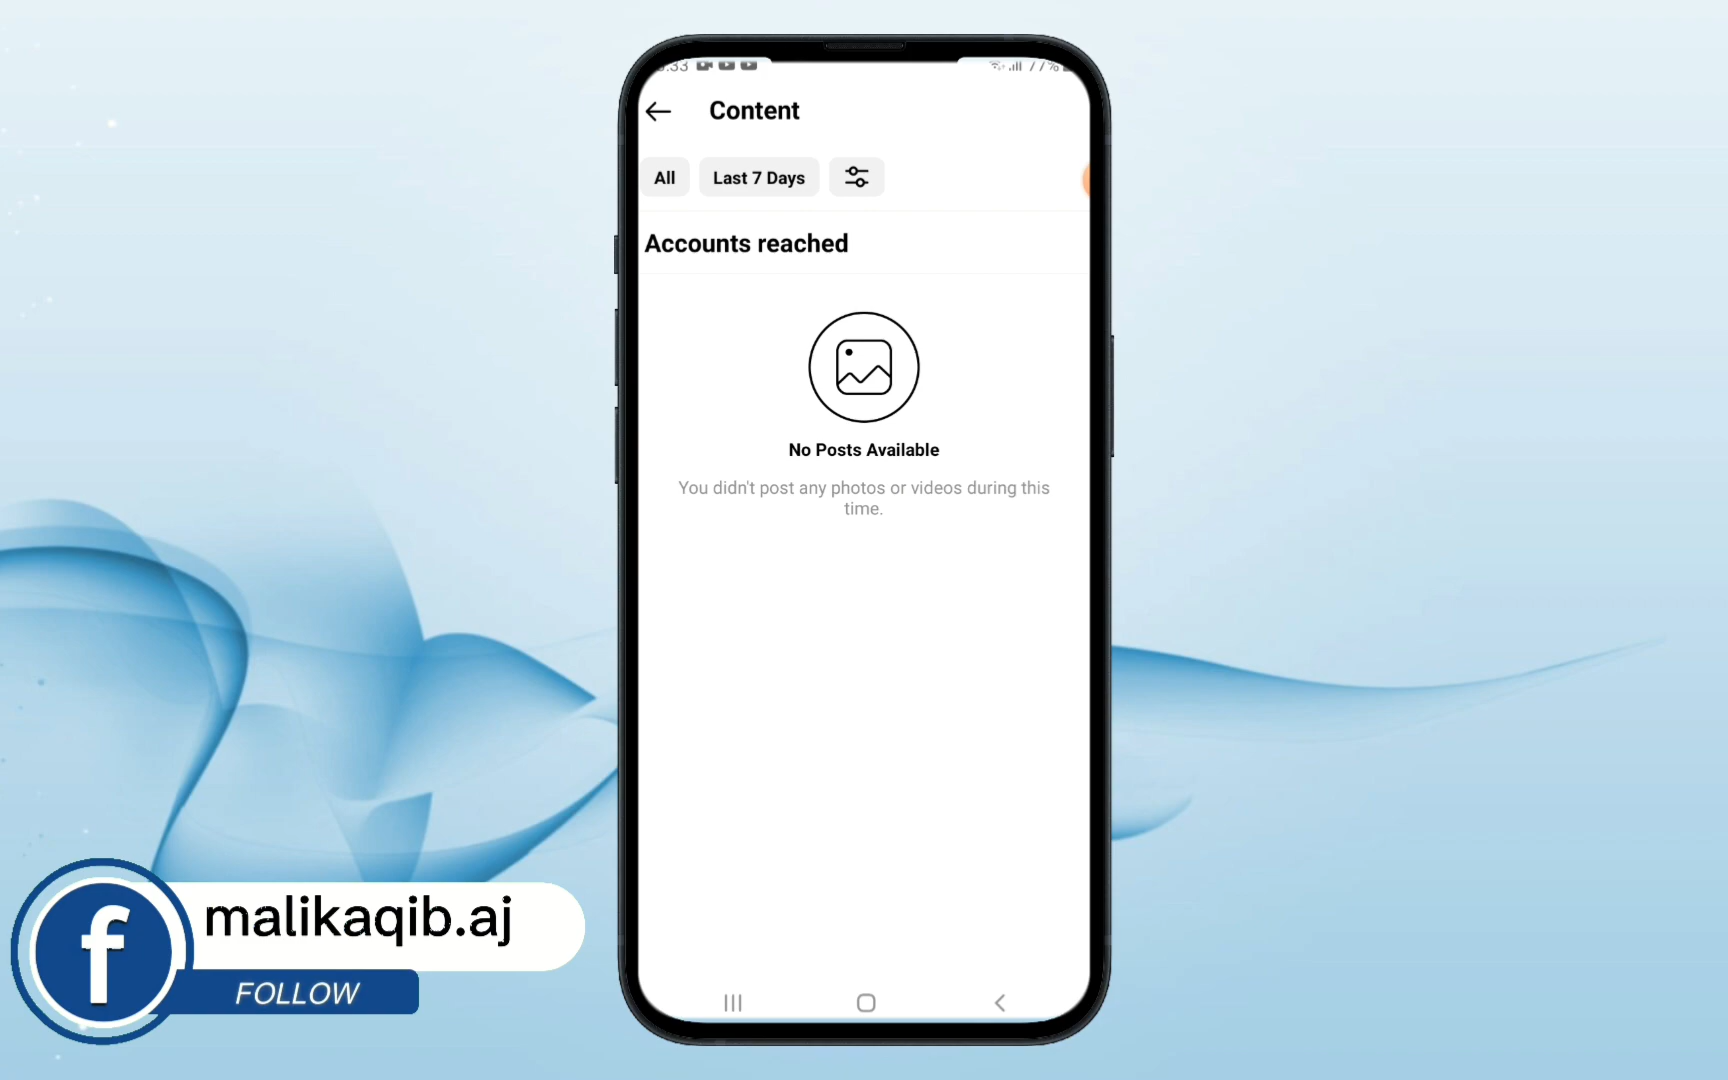 Content
All
Last 7 Days
Accounts reached
No Posts Available
You didn't post any photos or videos during this
time.
malikaqib.aj
FOLLOW